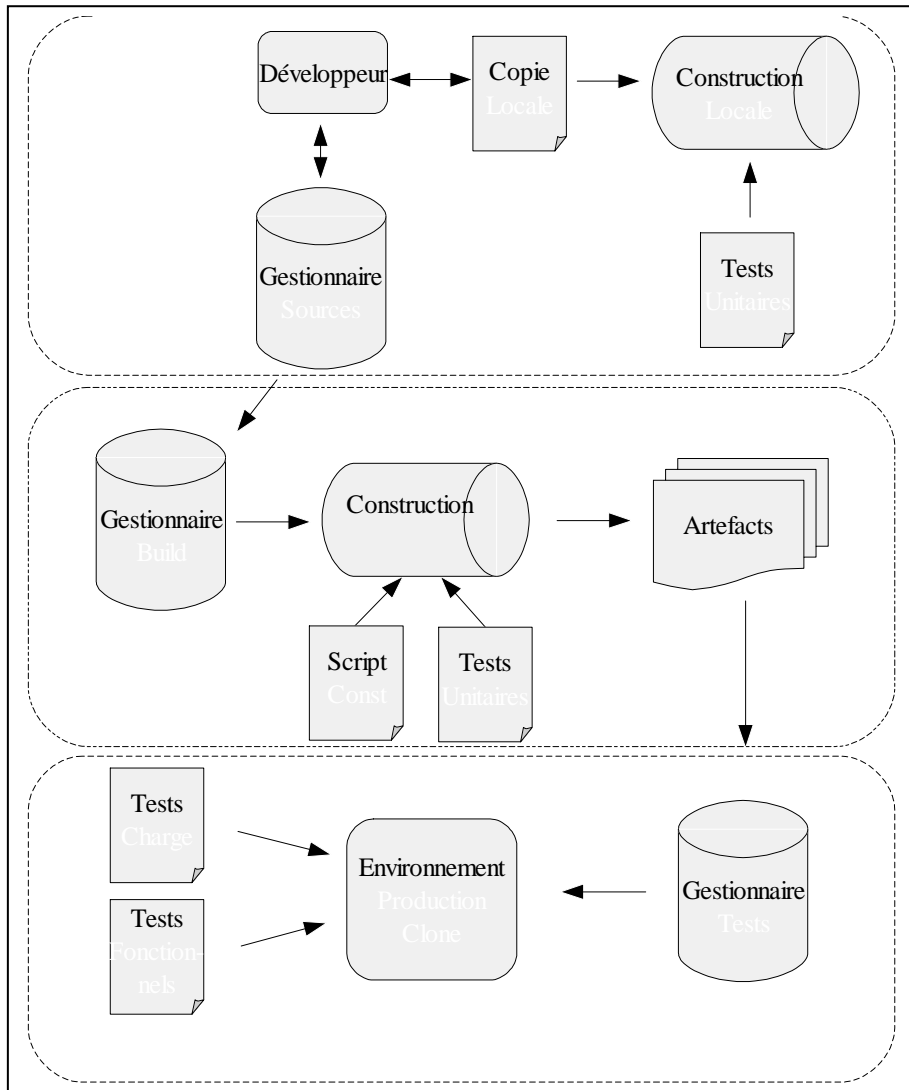 Développeur
Copie
Locale
Construction
Locale
Gestionnaire
Sources
Tests
Unitaires
Gestionnaire
Build
Construction
Artefacts
Script
Const
Tests
Unitaires
Tests
Charge
Environnement
Production
Clone
Gestionnaire
Tests
Tests
Fonction-
nels